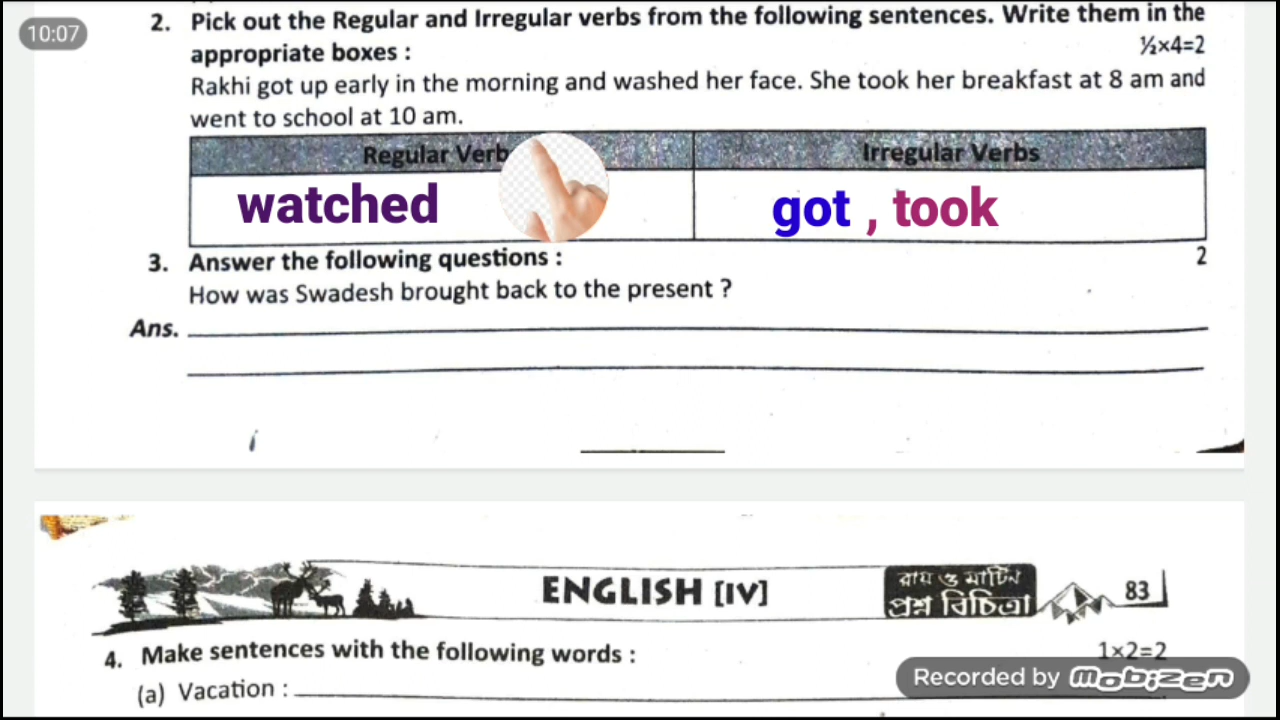 10:07
2. Pick out the Regular and Irregular verbs from the following sentences. Write them in the
appropriate boxes : ½×4=2
Rakhi got up early in the morning and washed her face. She took her breakfast at 8 am and
went to school at 10 am.
Regular Verb Irregular Verbs
watched got , took
3. Answer the following questions : 2
How was Swadesh brought back to the present ?
Ans.
ENGLISH [IV] রায় ও মার্টিন 83
প্রশ্ন বিচিত্রা
4. Make sentences with the following words : 1×2=2
(a) Vacation :
Recorded by mobizen